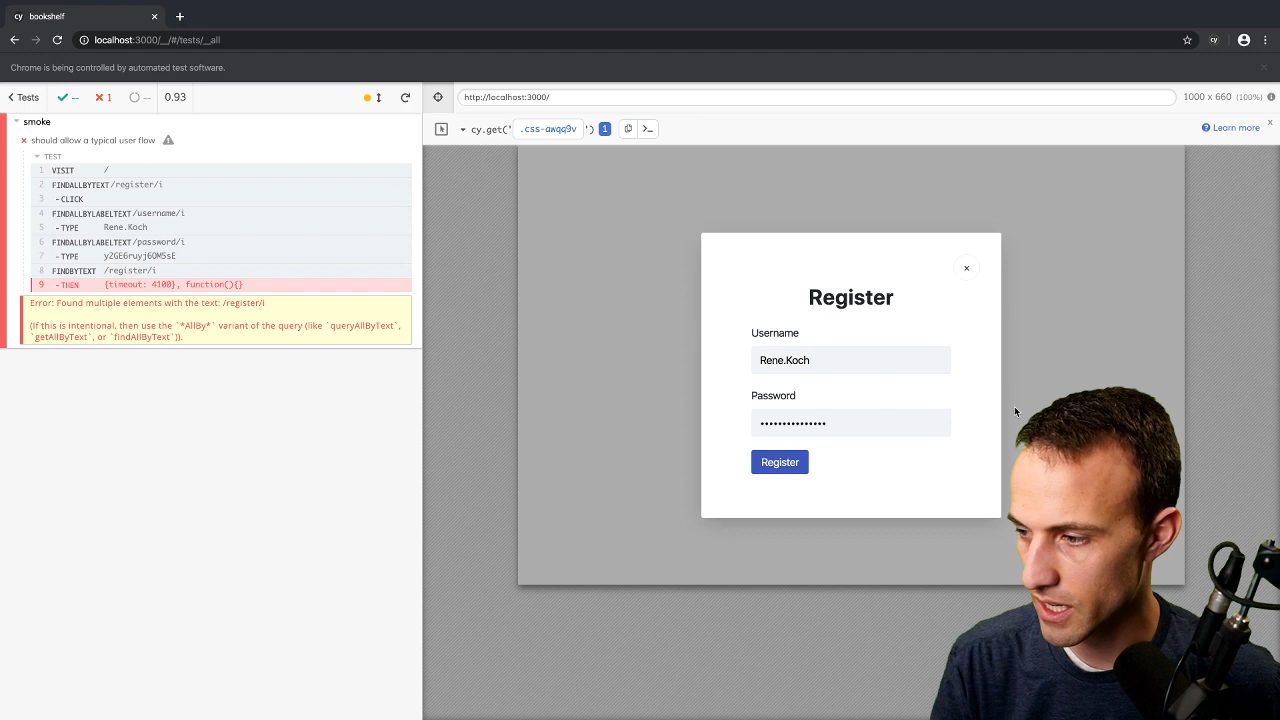 cy bookshelf
localhost:3000/__/#/tests/__all
cy
Chrome is being controlled by automated test software.
Tests
--
1
--
0.93
http://localhost:3000/
1000 x 660 (100%)
smoke
should allow a typical user flow
TEST
1 VISIT /
2 FINDALLBYTEXT /register/i
3 -CLICK
4 FINDALLBYLABELTEXT /username/i
5 -TYPE Rene.Koch
6 FINDALLBYLABELTEXT /password/i
7 -TYPE y2GE6ruyj6OM5sE
8 FINDBYTEXT /register/i
9 -THEN {timeout: 4100}, function(){}
Error: Found multiple elements with the text: /register/i
(If this is intentional, then use the `*AllBy*` variant of the query (like `queryAllByText`,
`getAllByText`, or `findAllByText`)).
cy.get('.css-awqq9v') 1
Learn more
x
Register
Username
Rene.Koch
Password
Register